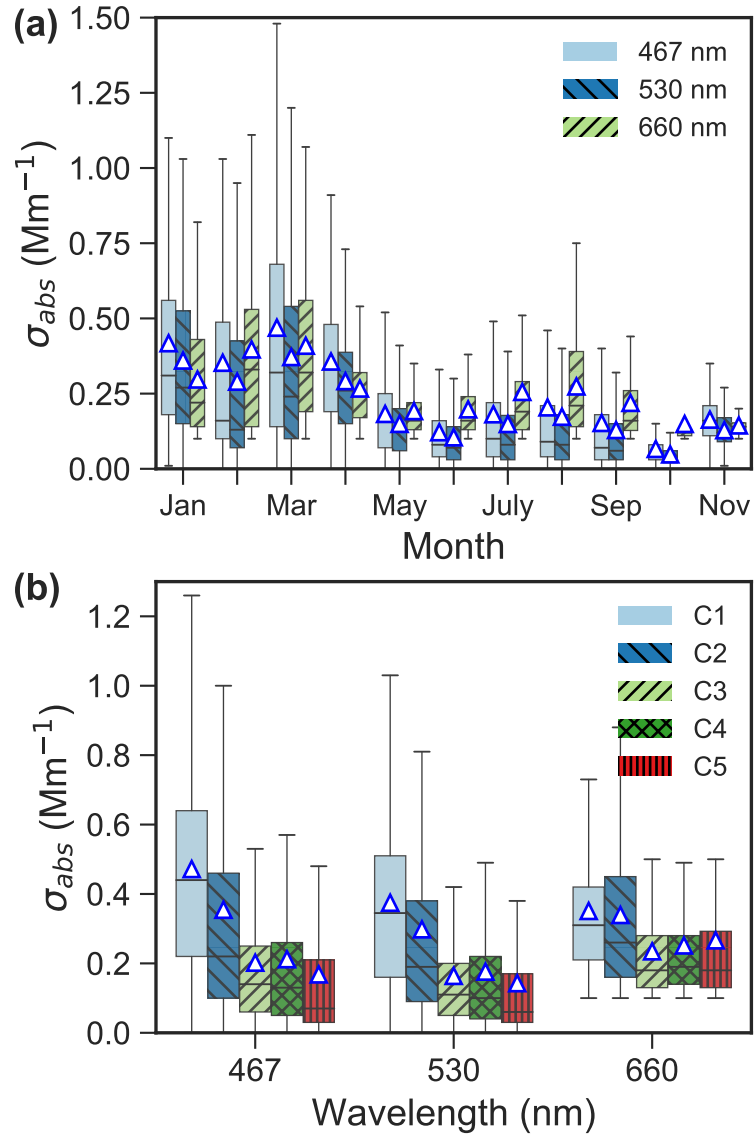 (a)
1.50
1.25
1.00
0.75
0.50
0.25
0.00
σabs (Mm−1)
467 nm
530 nm
660 nm
Jan Mar May July Sep Nov
Month
(b)
1.2
1.0
0.8
0.6
0.4
0.2
0.0
σabs (Mm−1)
C1
C2
C3
C4
C5
467 530 660
Wavelength (nm)